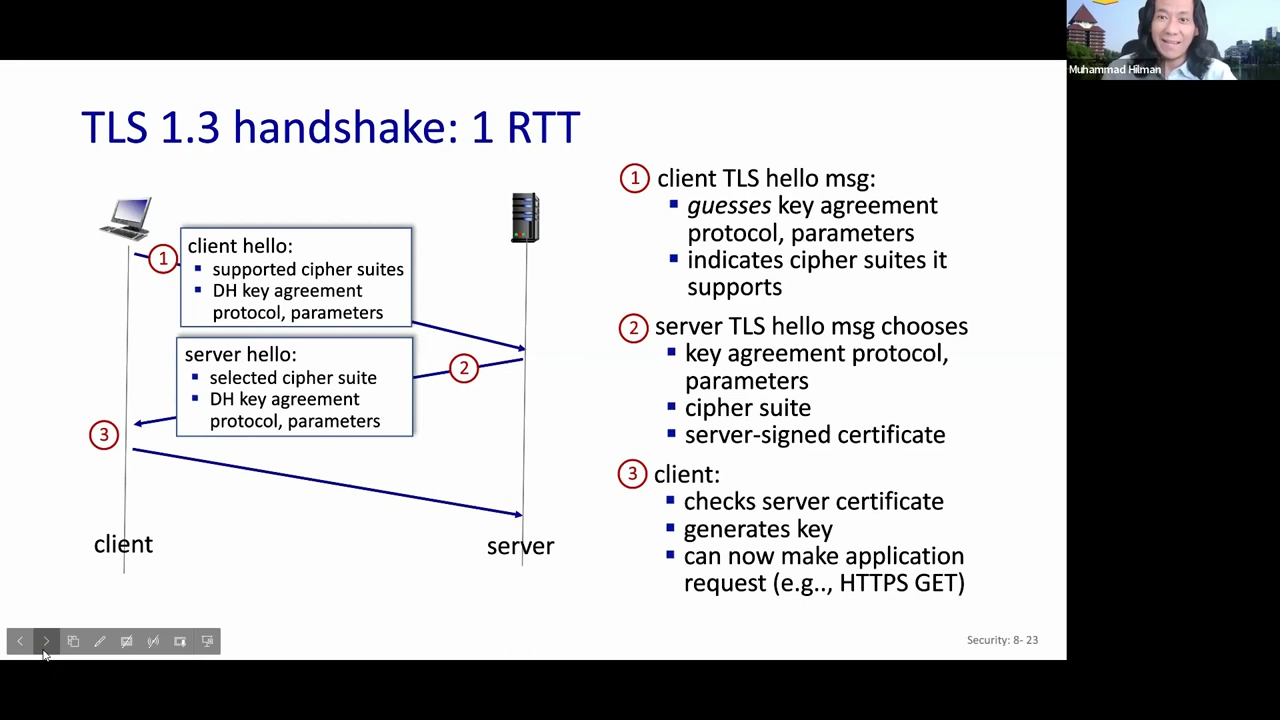 Muhammad Hilman
TLS 1.3 handshake: 1 RTT
1
client hello:
▪ supported cipher suites
▪ DH key agreement
protocol, parameters
server hello:
▪ selected cipher suite
▪ DH key agreement
protocol, parameters
2
3
client
server
1 client TLS hello msg:
▪ guesses key agreement
protocol, parameters
▪ indicates cipher suites it
supports
2 server TLS hello msg chooses
▪ key agreement protocol,
parameters
▪ cipher suite
▪ server-signed certificate
3 client:
▪ checks server certificate
▪ generates key
▪ can now make application
request (e.g.., HTTPS GET)
Security: 8- 23